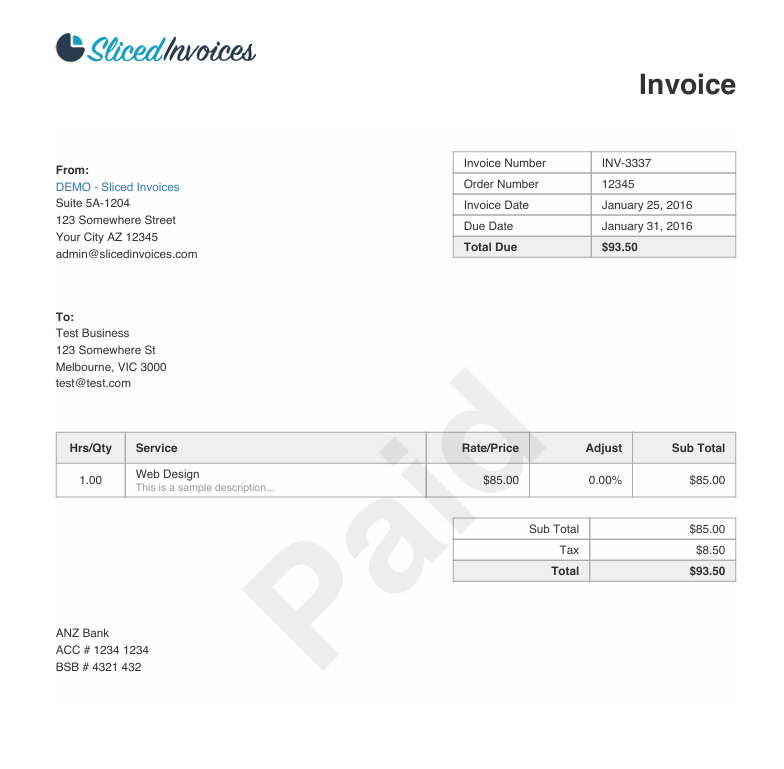 SlicedInvoices
Invoice
From:
DEMO - Sliced Invoices
Suite 5A-1204
123 Somewhere Street
Your City AZ 12345
admin@slicedinvoices.com
Invoice Number INV-3337
Order Number 12345
Invoice Date January 25, 2016
Due Date January 31, 2016
Total Due $93.50
To:
Test Business
123 Somewhere St
Melbourne, VIC 3000
test@test.com
Paid
Hrs/Qty Service Rate/Price Adjust Sub Total
1.00 Web Design $85.00 0.00% $85.00
This is a sample description...
Sub Total $85.00
Tax $8.50
Total $93.50
ANZ Bank
ACC # 1234 1234
BSB # 4321 432